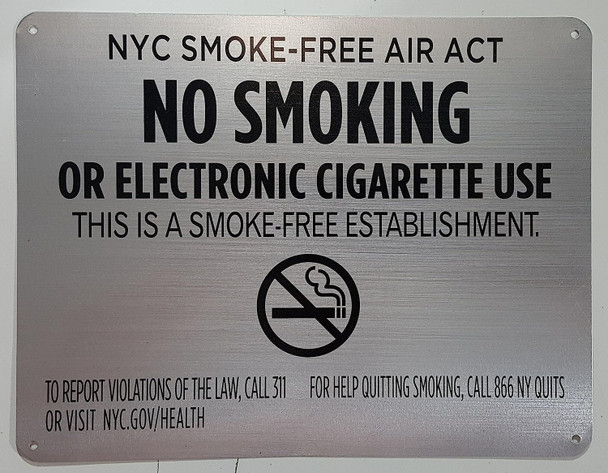 NYC SMOKE-FREE AIR ACT
NO SMOKING
OR ELECTRONIC CIGARETTE USE
THIS IS A SMOKE-FREE ESTABLISHMENT.
TO REPORT VIOLATIONS OF THE LAW, CALL 311
OR VISIT NYC.GOV/HEALTH
FOR HELP QUITTING SMOKING, CALL 866 NY QUITS